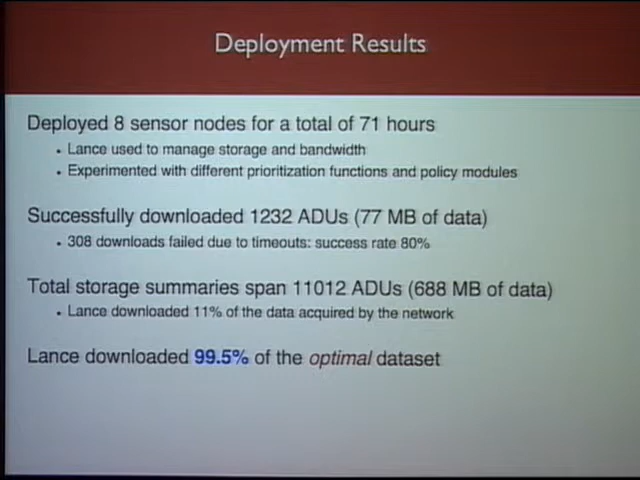 Deployment Results
Deployed 8 sensor nodes for a total of 71 hours
• Lance used to manage storage and bandwidth
• Experimented with different prioritization functions and policy modules
Successfully downloaded 1232 ADUs (77 MB of data)
• 308 downloads failed due to timeouts: success rate 80%
Total storage summaries span 11012 ADUs (688 MB of data)
• Lance downloaded 11% of the data acquired by the network
Lance downloaded 99.5% of the optimal dataset